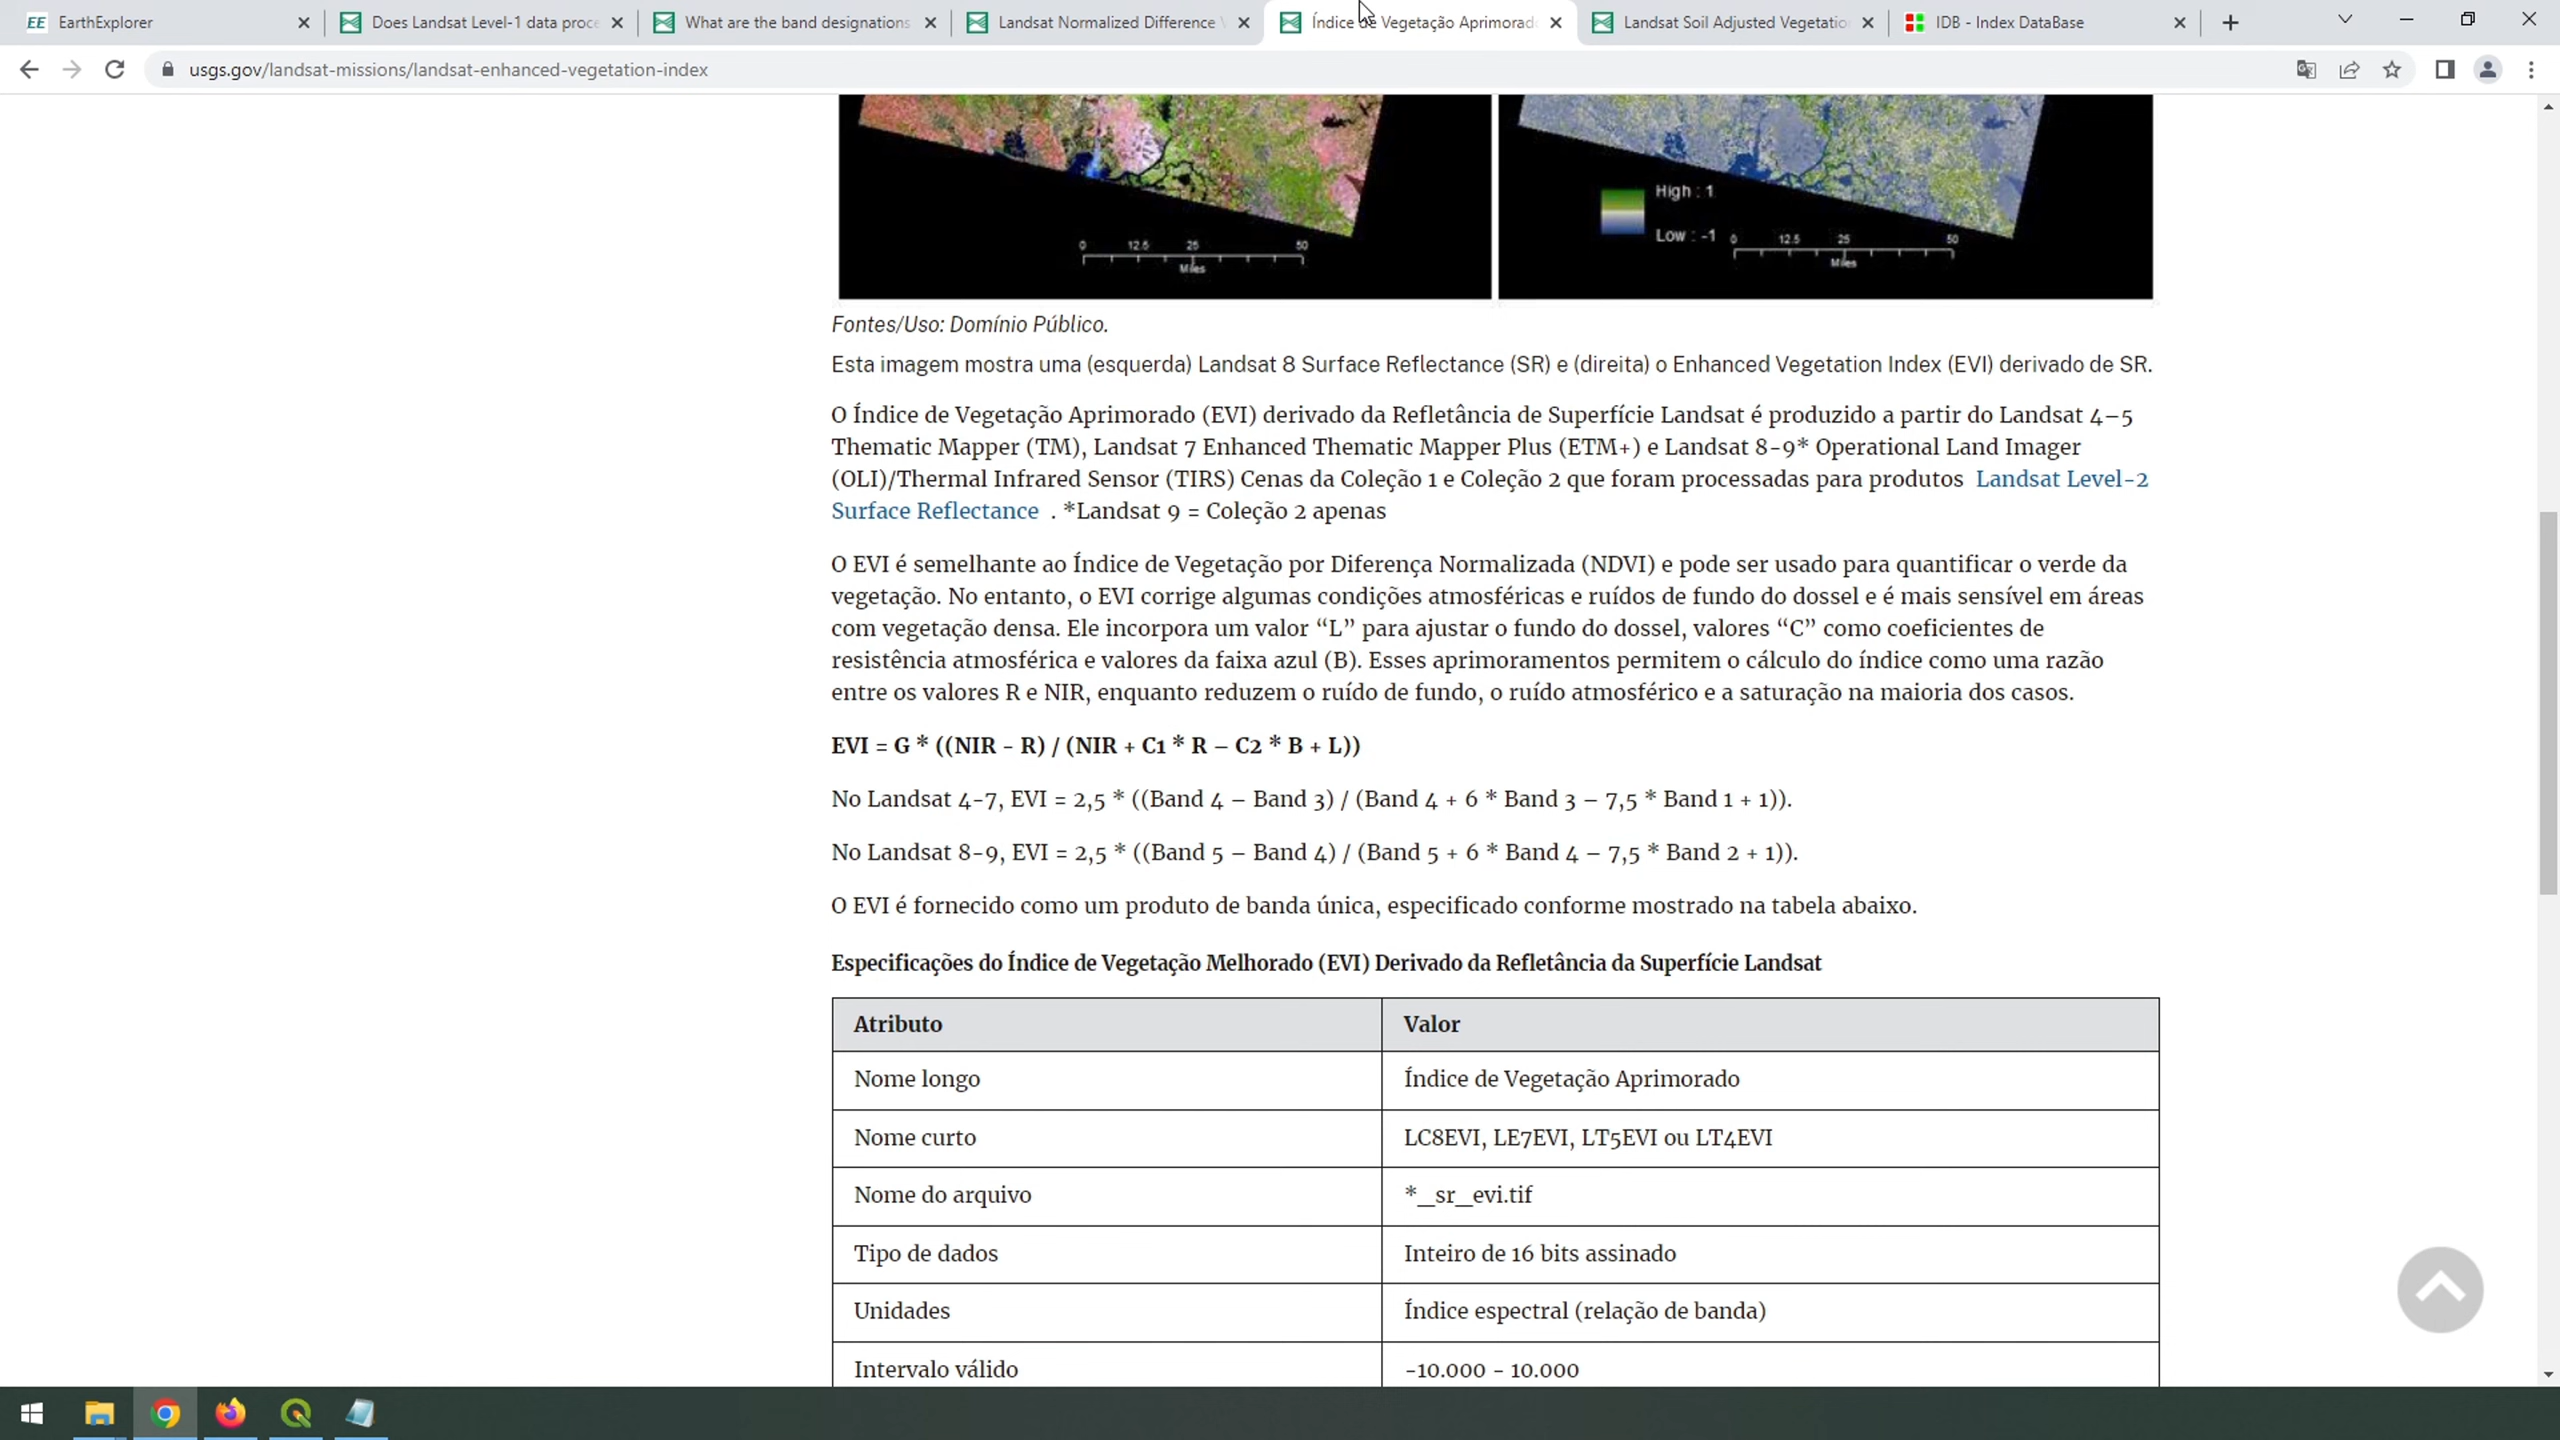 EE EarthExplorer
Does Landsat Level-1 data proc
What are the band designations
Landsat Normalized Difference
Índice de Vegetação Aprimorad
Landsat Soil Adjusted Vegetatio
IDB - Index DataBase
usgs.gov/landsat-missions/landsat-enhanced-vegetation-index
High : 1
Low : -1
0 12.5 25 50
Miles
0 12.5 25 50
Miles
Fontes/Uso: Domínio Público.
Esta imagem mostra uma (esquerda) Landsat 8 Surface Reflectance (SR) e (direita) o Enhanced Vegetation Index (EVI) derivado de SR.
O Índice de Vegetação Aprimorado (EVI) derivado da Refletância de Superfície Landsat é produzido a partir do Landsat 4–5
Thematic Mapper (TM), Landsat 7 Enhanced Thematic Mapper Plus (ETM+) e Landsat 8-9* Operational Land Imager
(OLI)/Thermal Infrared Sensor (TIRS) Cenas da Coleção 1 e Coleção 2 que foram processadas para produtos Landsat Level-2
Surface Reflectance . *Landsat 9 = Coleção 2 apenas
O EVI é semelhante ao Índice de Vegetação por Diferença Normalizada (NDVI) e pode ser usado para quantificar o verde da
vegetação. No entanto, o EVI corrige algumas condições atmosféricas e ruídos de fundo do dossel e é mais sensível em áreas
com vegetação densa. Ele incorpora um valor “L” para ajustar o fundo do dossel, valores “C” como coeficientes de
resistência atmosférica e valores da faixa azul (B). Esses aprimoramentos permitem o cálculo do índice como uma razão
entre os valores R e NIR, enquanto reduzem o ruído de fundo, o ruído atmosférico e a saturação na maioria dos casos.
EVI = G * ((NIR - R) / (NIR + C1 * R – C2 * B + L))
No Landsat 4-7, EVI = 2,5 * ((Band 4 – Band 3) / (Band 4 + 6 * Band 3 – 7,5 * Band 1 + 1)).
No Landsat 8-9, EVI = 2,5 * ((Band 5 – Band 4) / (Band 5 + 6 * Band 4 – 7,5 * Band 2 + 1)).
O EVI é fornecido como um produto de banda única, especificado conforme mostrado na tabela abaixo.
Especificações do Índice de Vegetação Melhorado (EVI) Derivado da Refletância da Superfície Landsat
Atributo Valor
Nome longo Índice de Vegetação Aprimorado
Nome curto LC8EVI, LE7EVI, LT5EVI ou LT4EVI
Nome do arquivo *_sr_evi.tif
Tipo de dados Inteiro de 16 bits assinado
Unidades Índice espectral (relação de banda)
Intervalo válido -10.000 - 10.000